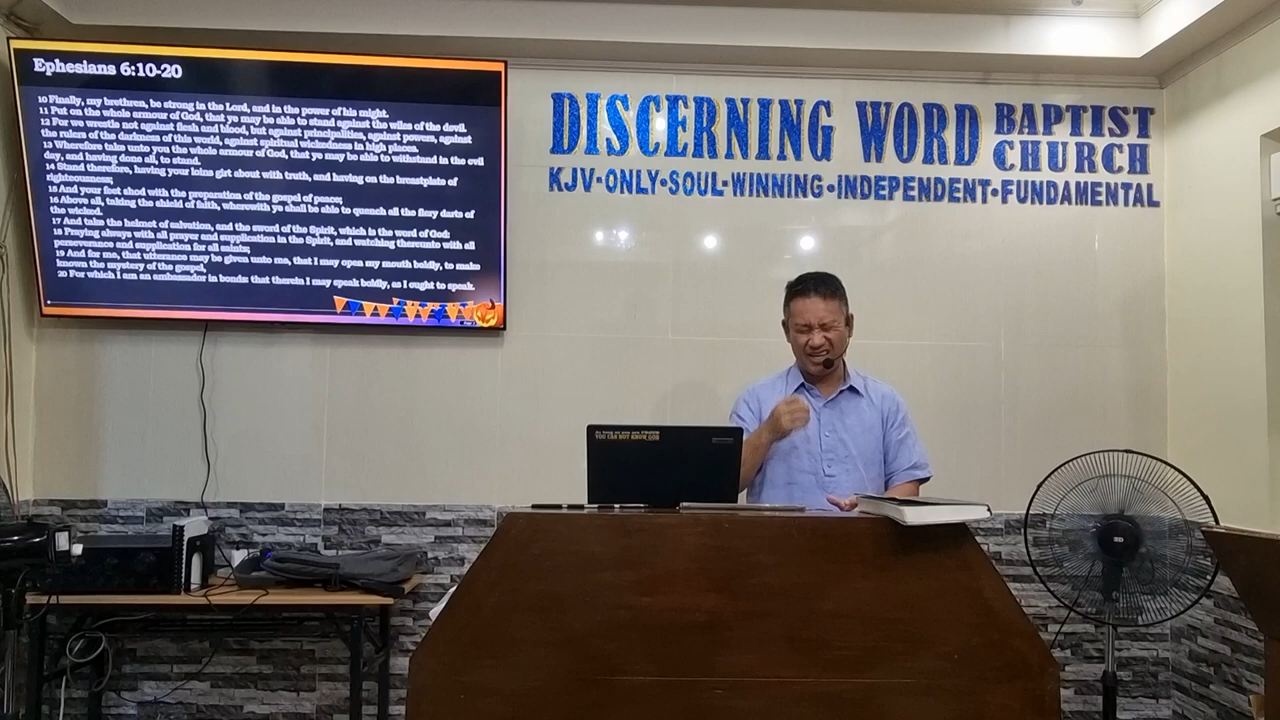 Ephesians 6:10-20
10 Finally, my brethren, be strong in the Lord, and in the power of his might.
11 Put on the whole armour of God, that ye may be able to stand against the wiles of the devil.
12 For we wrestle not against flesh and blood, but against principalities, against powers, against
the rulers of the darkness of this world, against spiritual wickedness in high places.
13 Wherefore take unto you the whole armour of God, that ye may be able to withstand in the evil
day, and having done all, to stand.
14 Stand therefore, having your loins girt about with truth, and having on the breastplate of
righteousness;
15 And your feet shod with the preparation of the gospel of peace;
16 Above all, taking the shield of faith, wherewith ye shall be able to quench all the fiery darts of
the wicked.
17 And take the helmet of salvation, and the sword of the Spirit, which is the word of God:
18 Praying always with all prayer and supplication in the Spirit, and watching thereunto with all
perseverance and supplication for all saints;
19 And for me, that utterance may be given unto me, that I may open my mouth boldly, to make
known the mystery of the gospel,
20 For which I am an ambassador in bonds: that therein I may speak boldly, as I ought to speak.
DISCERNING WORD BAPTIST CHURCH
KJV-ONLY•SOUL-WINNING•INDEPENDENT•FUNDAMENTAL
As long as you are
YOU CAN NOT KNOW GOD